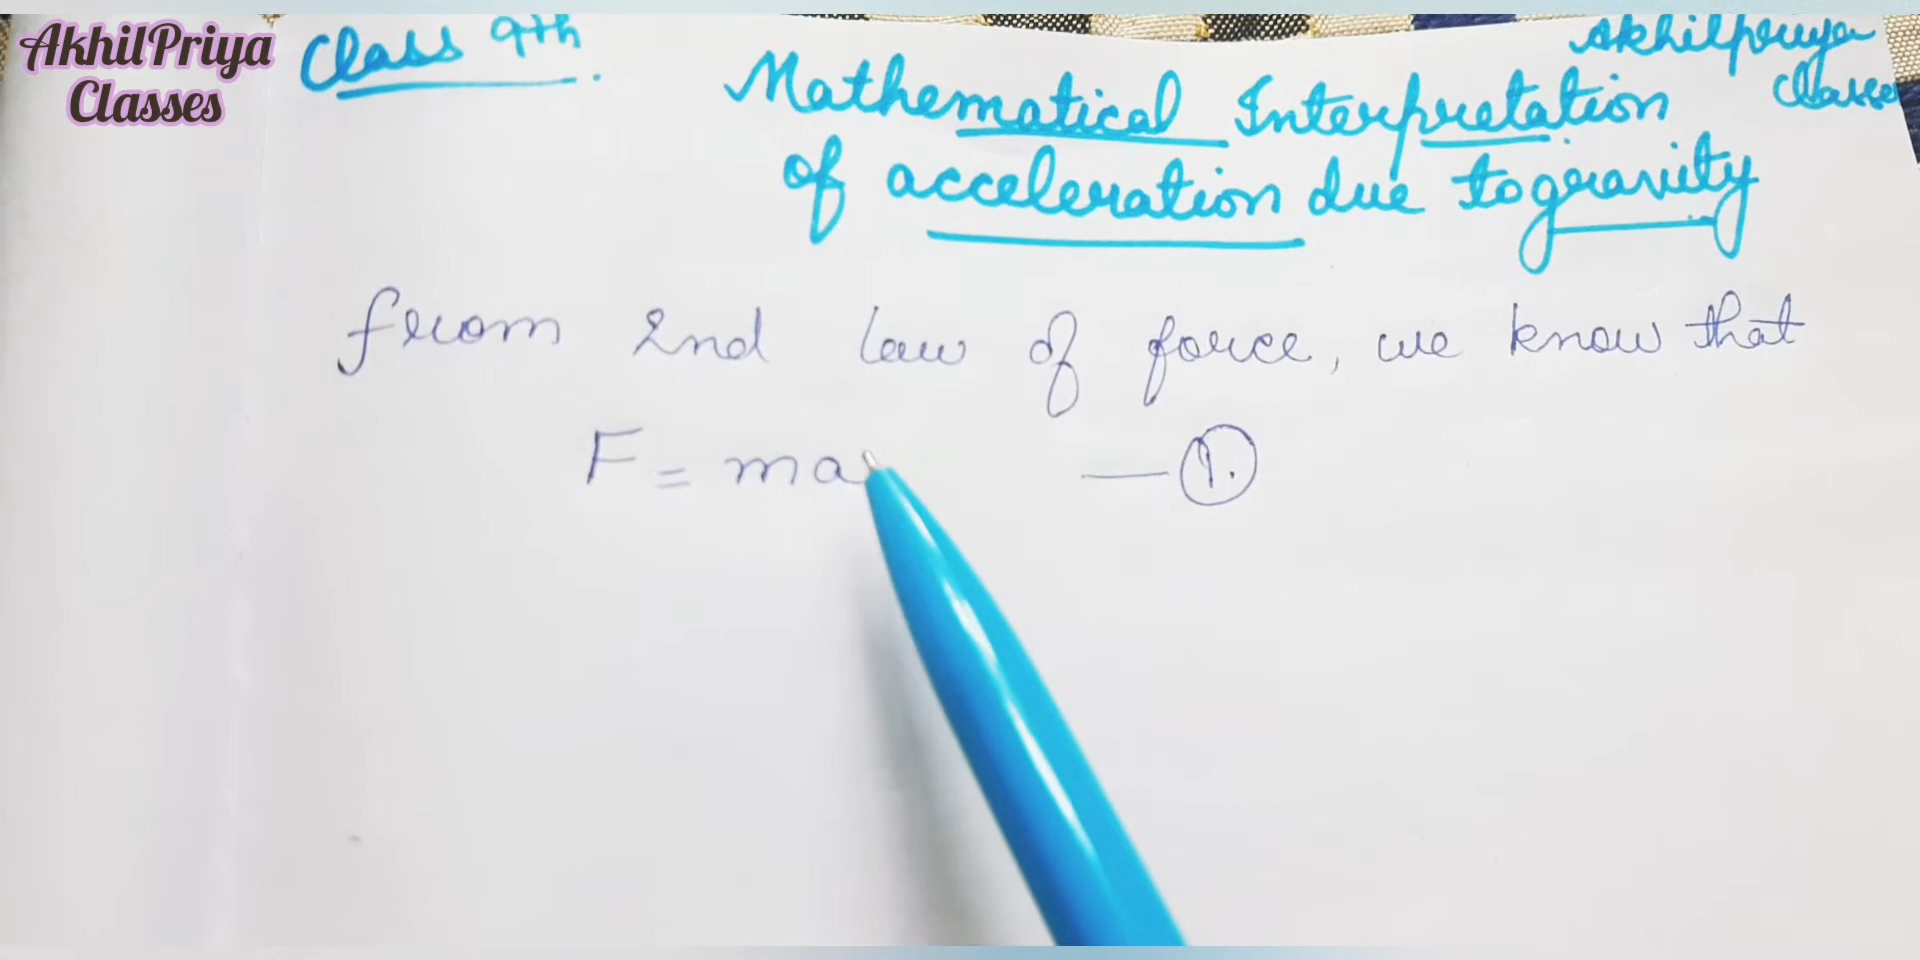 AkhilPriya
Classes
Class 9th.
Akhilpriya
Classes
Mathematical Interpretation
of acceleration due to gravity
from 2nd law of force, we know that
F = ma — 1.